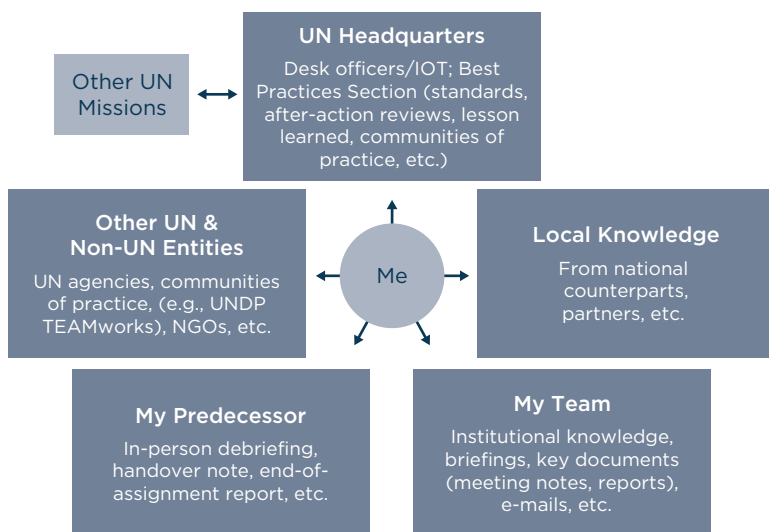 UN Headquarters
Desk officers/IOT; Best
Practices Section (standards,
after-action reviews, lesson
learned, communities of
practice, etc.)
Other UN
Missions
Other UN &
Non-UN Entities
UN agencies, communities
of practice, (e.g., UNDP
TEAMworks), NGOs, etc.
Me
Local Knowledge
From national
counterparts,
partners, etc.
My Predecessor
In-person debriefing,
handover note, end-of-
assignment report, etc.
My Team
Institutional knowledge,
briefings, key documents
(meeting notes, reports),
e-mails, etc.